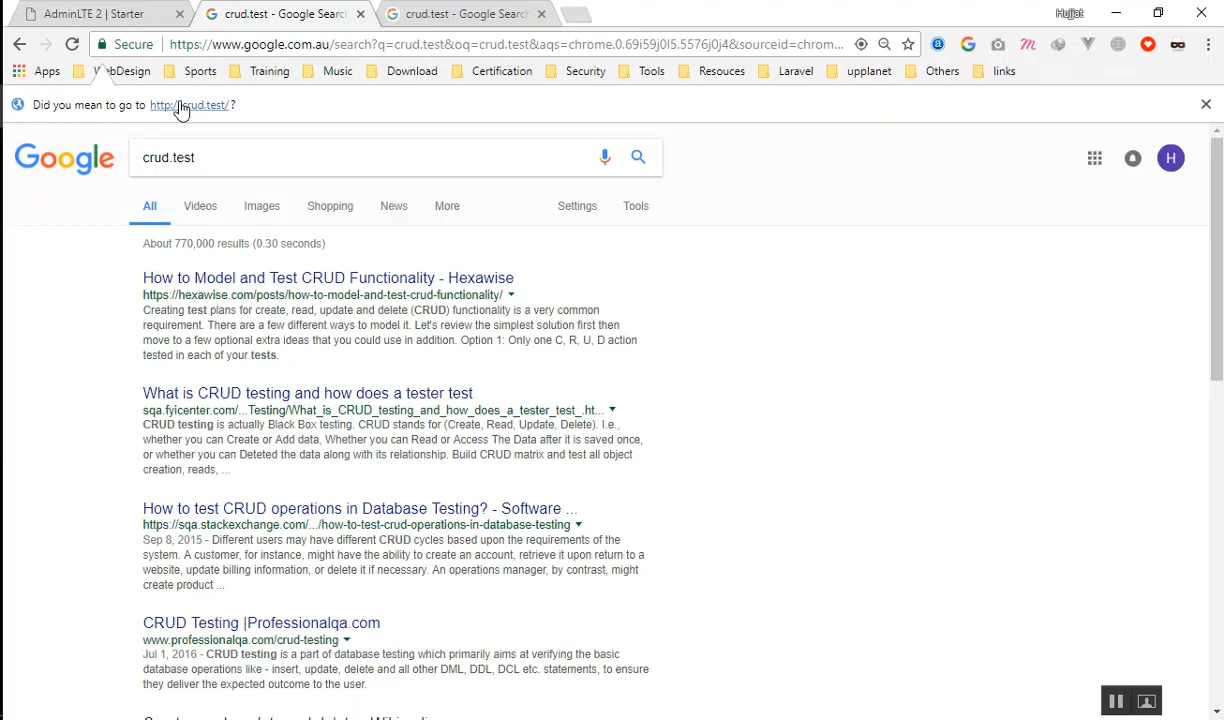 AdminLTE 2 | Starter
crud.test - Google Search
crud.test - Google Searc
Hujjat
Secure
https://www.google.com.au/search?q=crud.test&oq=crud.test&aqs=chrome.0.69i59j0l5.5576j0j4&sourceid=chrom...
Apps
WebDesign
Sports
Training
Music
Download
Certification
Security
Tools
Resouces
Laravel
upplanet
Others
links
Did you mean to go to http://crud.test/ ?
Google
crud.test
H
All
Videos
Images
Shopping
News
More
Settings
Tools
About 770,000 results (0.30 seconds)
How to Model and Test CRUD Functionality - Hexawise
https://hexawise.com/posts/how-to-model-and-test-crud-functionality/
Creating test plans for create, read, update and delete (CRUD) functionality is a very common
requirement. There are a few different ways to model it. Let's review the simplest solution first then
move to a few optional extra ideas that you could use in addition. Option 1: Only one C, R, U, D action
tested in each of your tests.
What is CRUD testing and how does a tester test
sqa.fyicenter.com/...Testing/What_is_CRUD_testing_and_how_does_a_tester_test_.ht...
CRUD testing is actually Black Box testing. CRUD stands for (Create, Read, Update, Delete). I.e.,
whether you can Create or Add data, Whether you can Read or Access The Data after it is saved once,
or whether you can Deleted the data along with its relationship. Build CRUD matrix and test all object
creation, reads, ...
How to test CRUD operations in Database Testing? - Software ...
https://sqa.stackexchange.com/.../how-to-test-crud-operations-in-database-testing
Sep 8, 2015 - Different users may have different CRUD cycles based upon the requirements of the
system. A customer, for instance, might have the ability to create an account, retrieve it upon return to a
website, update billing information, or delete it if necessary. An operations manager, by contrast, might
create product ...
CRUD Testing |Professionalqa.com
www.professionalqa.com/crud-testing
Jul 1, 2016 - CRUD testing is a part of database testing which primarily aims at verifying the basic
database operations like - insert, update, delete and all other DML, DDL, DCL etc. statements, to ensure
they deliver the expected outcome to the user.